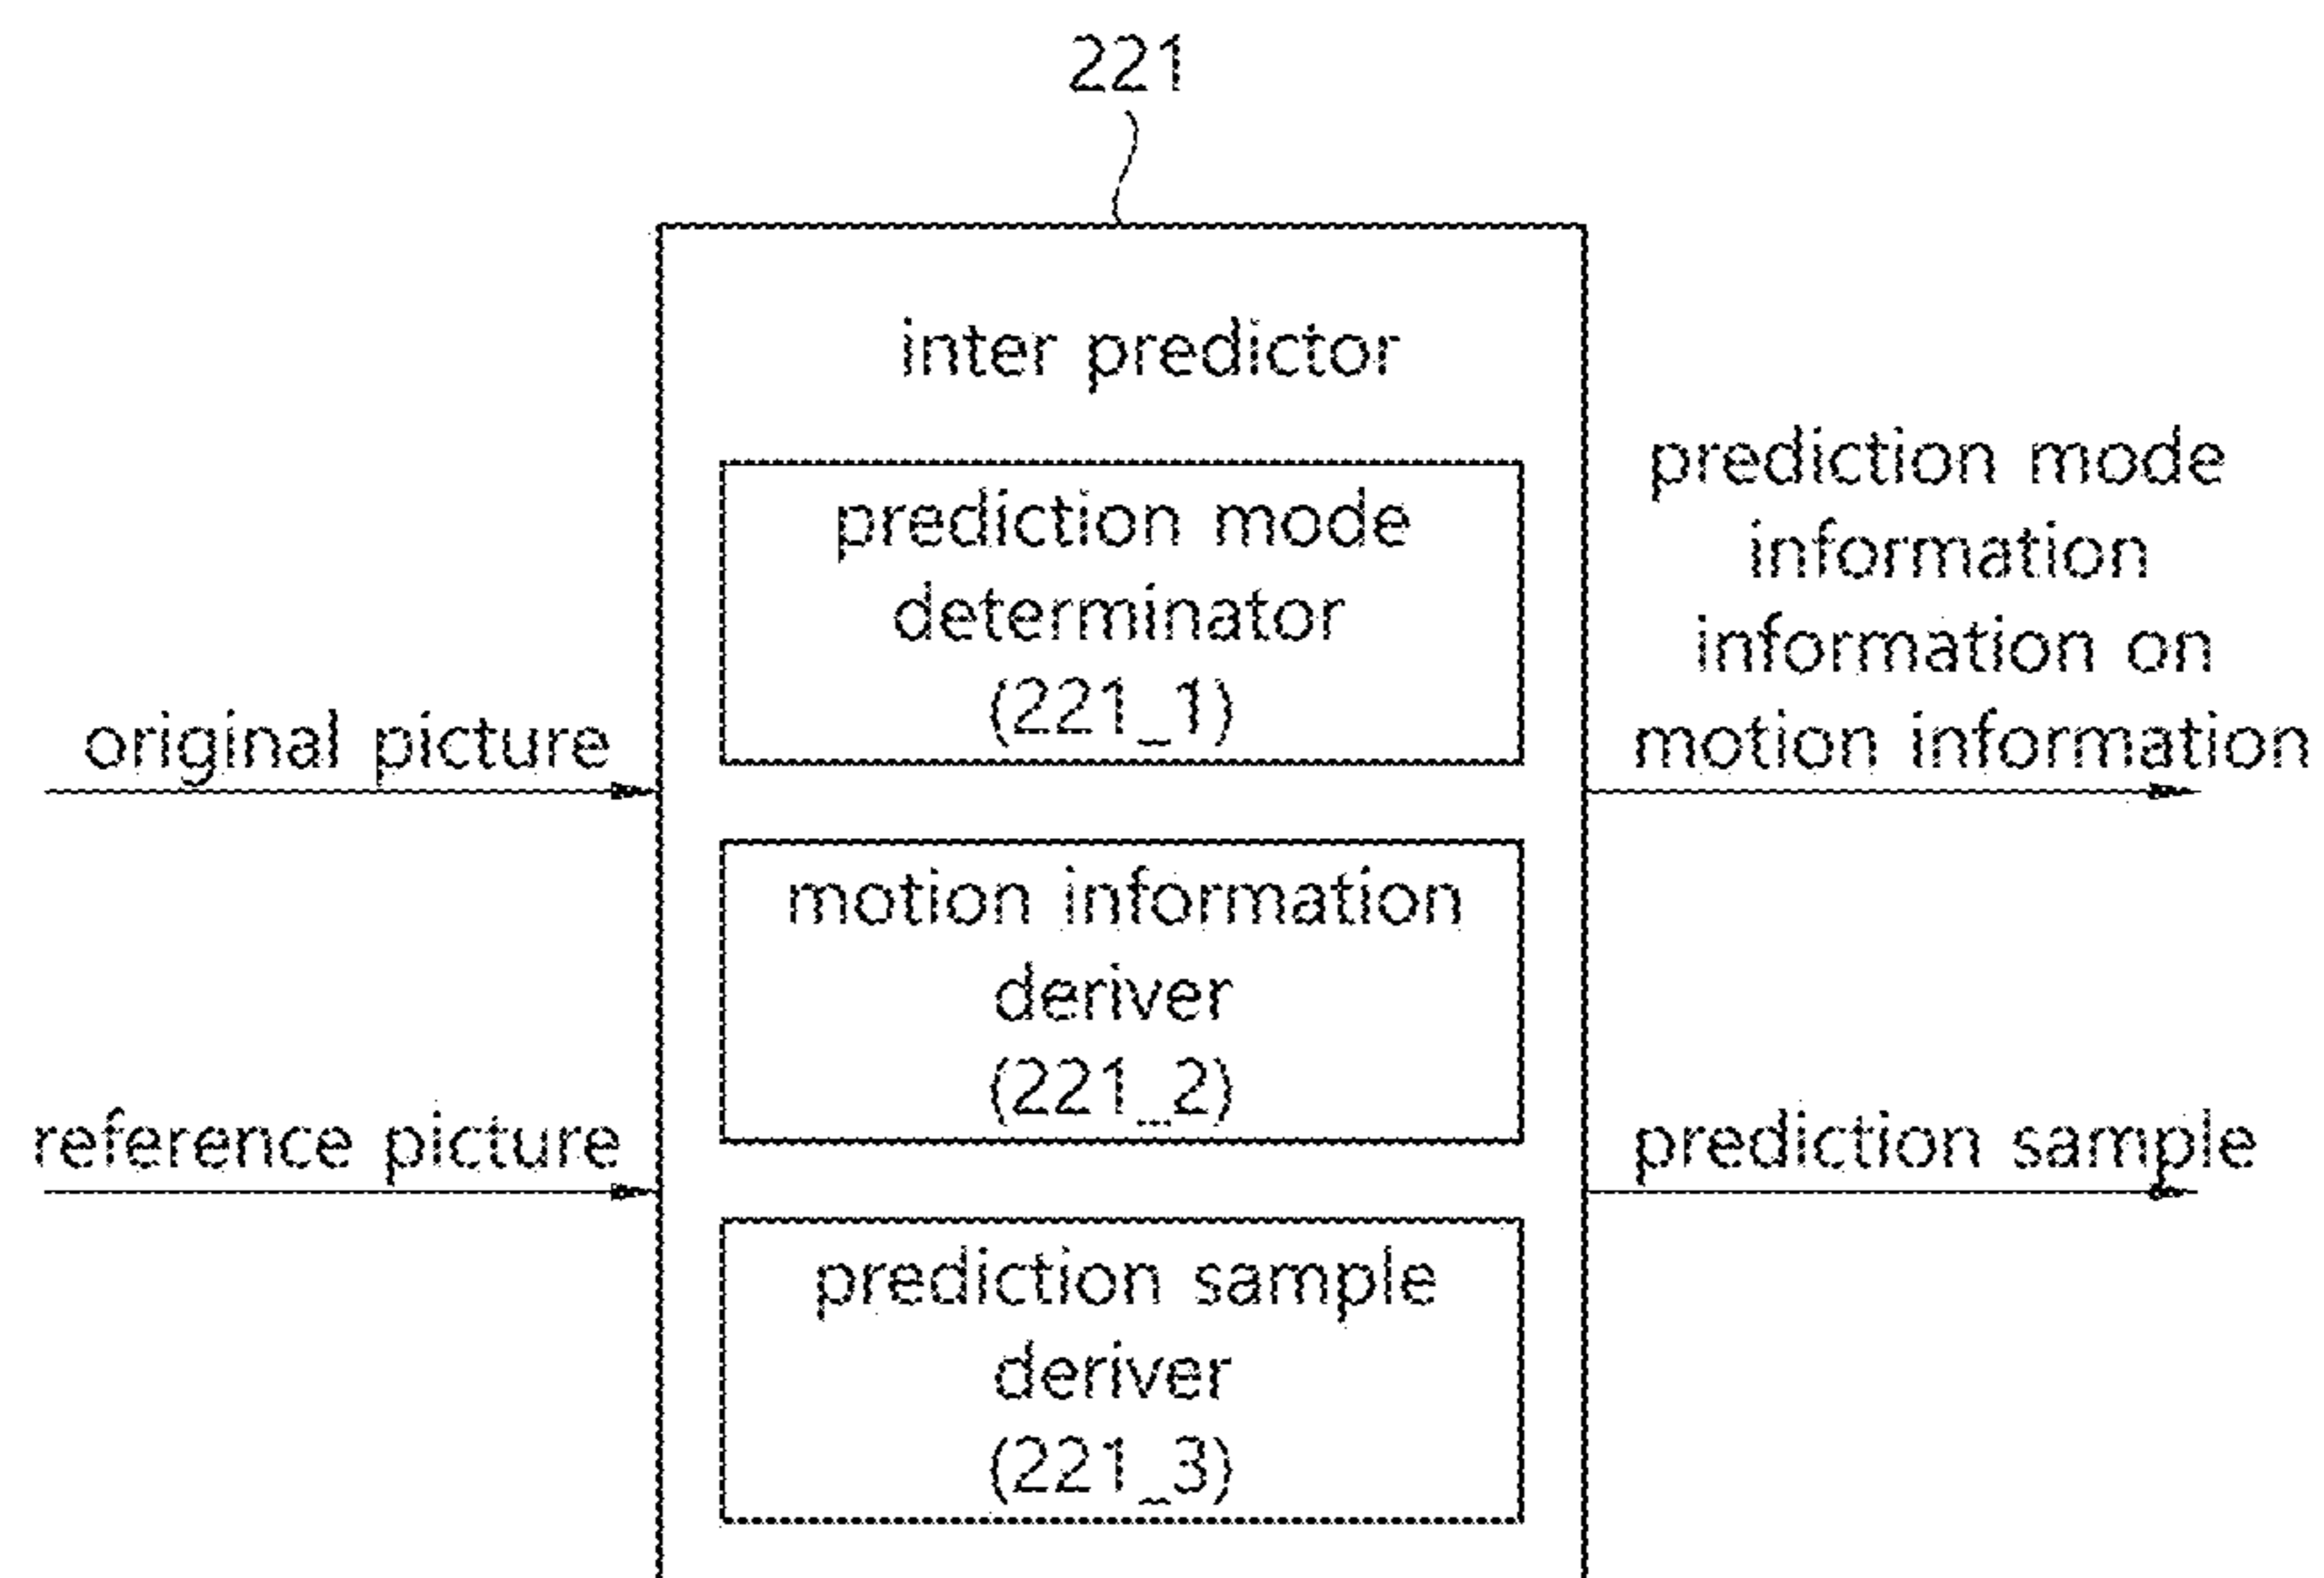 221
inter predictor
prediction mode
determinator
(221_1)
motion information
deriver
(221_2)
prediction sample
deriver
(221_3)
original picture
reference picture
prediction mode
information
information on
motion information
prediction sample